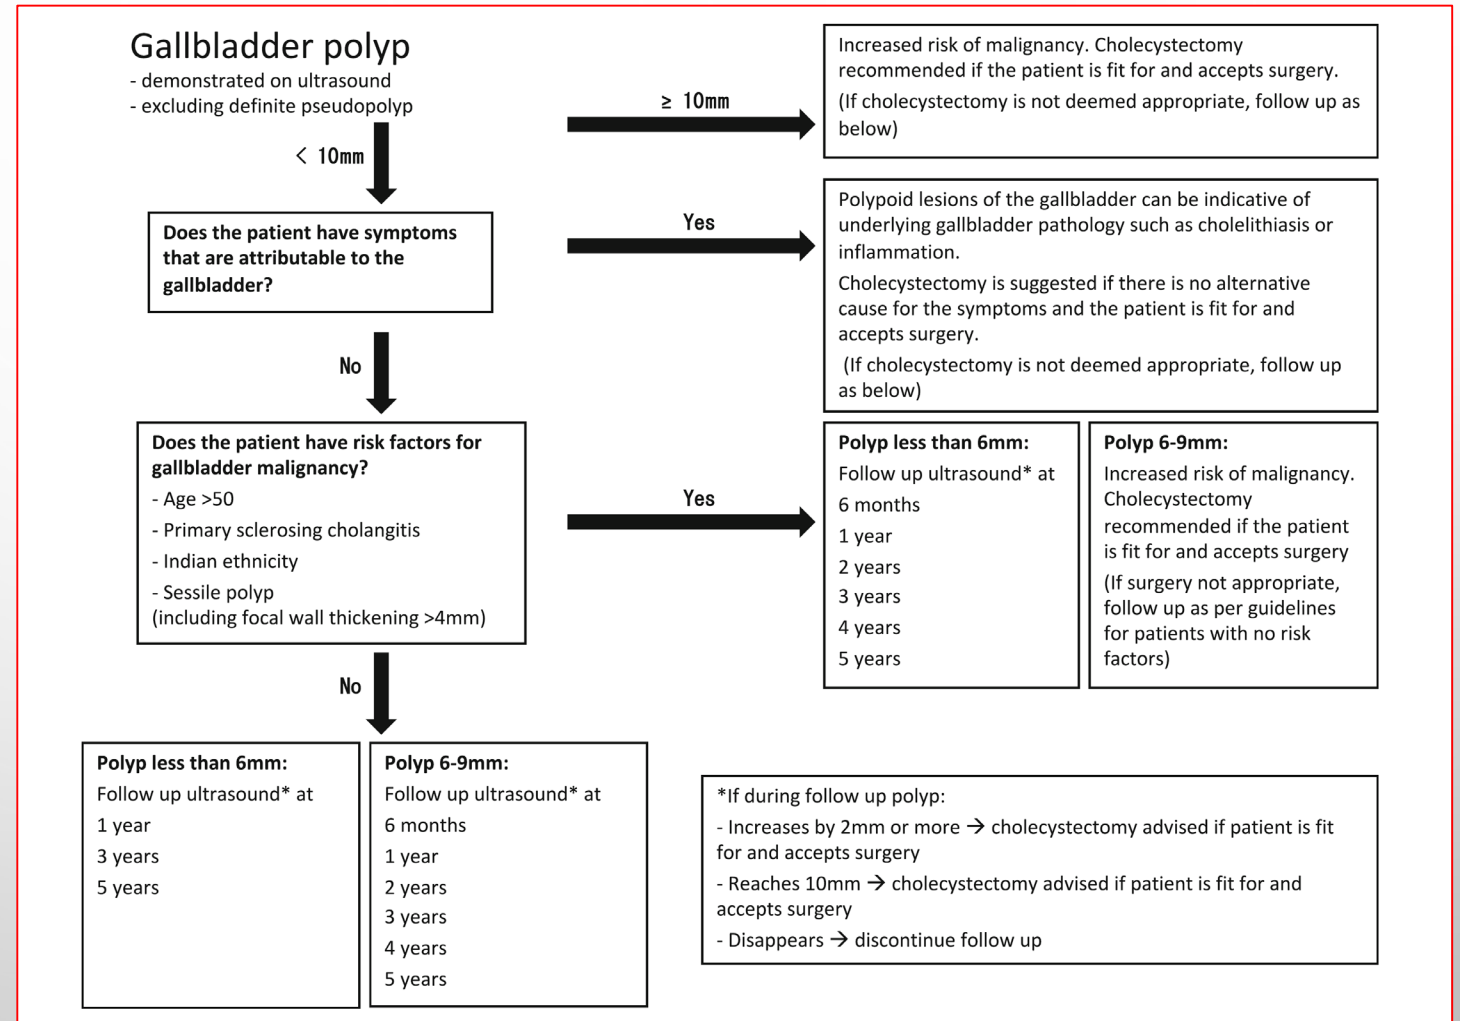 Gallbladder polyp
- demonstrated on ultrasound
- excluding definite pseudopolyp
≥ 10mm
Increased risk of malignancy. Cholecystectomy
recommended if the patient is fit for and accepts surgery.
(If cholecystectomy is not deemed appropriate, follow up as
below)
< 10mm
Does the patient have symptoms
that are attributable to the
gallbladder?
Yes
Polypoid lesions of the gallbladder can be indicative of
underlying gallbladder pathology such as cholelithiasis or
inflammation.
Cholecystectomy is suggested if there is no alternative
cause for the symptoms and the patient is fit for and
accepts surgery.
(If cholecystectomy is not deemed appropriate, follow up
as below)
No
Does the patient have risk factors for
gallbladder malignancy?
- Age >50
- Primary sclerosing cholangitis
- Indian ethnicity
- Sessile polyp
(including focal wall thickening >4mm)
Yes
Polyp less than 6mm:
Follow up ultrasound* at
6 months
1 year
2 years
3 years
4 years
5 years
Polyp 6-9mm:
Increased risk of malignancy.
Cholecystectomy
recommended if the patient
is fit for and accepts surgery
(If surgery not appropriate,
follow up as per guidelines
for patients with no risk
factors)
No
Polyp less than 6mm:
Follow up ultrasound* at
1 year
3 years
5 years
Polyp 6-9mm:
Follow up ultrasound* at
6 months
1 year
2 years
3 years
4 years
5 years
*If during follow up polyp:
- Increases by 2mm or more → cholecystectomy advised if patient is fit
for and accepts surgery
- Reaches 10mm → cholecystectomy advised if patient is fit for and
accepts surgery
- Disappears → discontinue follow up